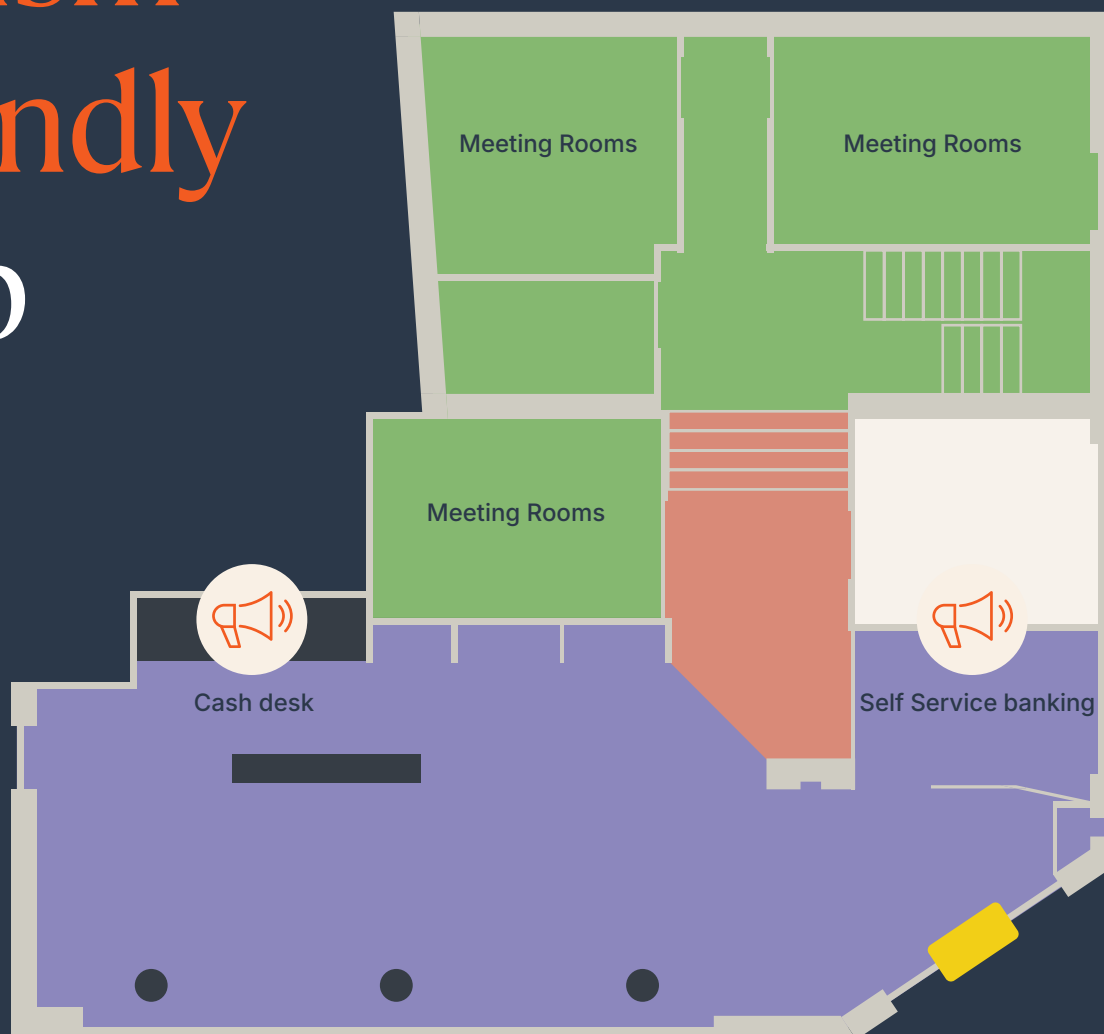 ndly
Meeting Rooms
Meeting Rooms
Meeting Rooms
Cash desk
Self Service banking